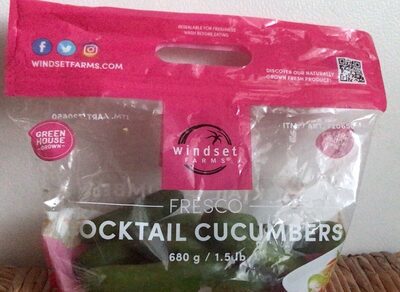 RESEALABLE FOR FRESHNESS
WASH BEFORE EATING
WINDSETFARMS.COM
DISCOVER OUR NATURALLY
GROWN FRESH PRODUCE!
GREEN
HOUSE
GROWN
windset
FARMS
FRESCO
OCKTAIL CUCUMBERS
680 g / 1.5 lb